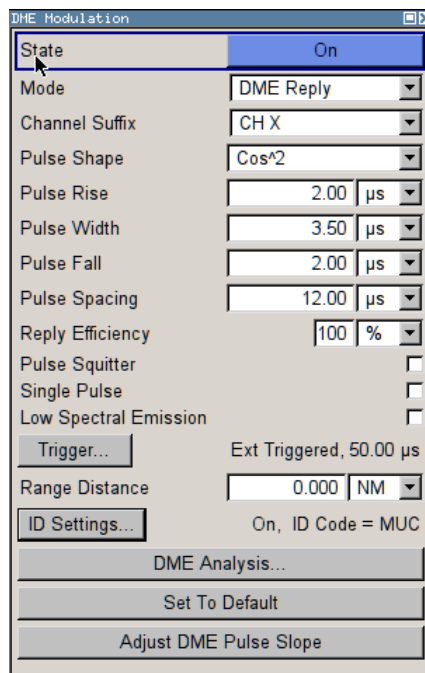 DME Modulation
State On
Mode DME Reply
Channel Suffix CH X
Pulse Shape Cos^2
Pulse Rise 2.00 µs
Pulse Width 3.50 µs
Pulse Fall 2.00 µs
Pulse Spacing 12.00 µs
Reply Efficiency 100 %
Pulse Squitter
Single Pulse
Low Spectral Emission
Trigger... Ext Triggered, 50.00 µs
Range Distance 0.000 NM
ID Settings... On, ID Code = MUC
DME Analysis...
Set To Default
Adjust DME Pulse Slope